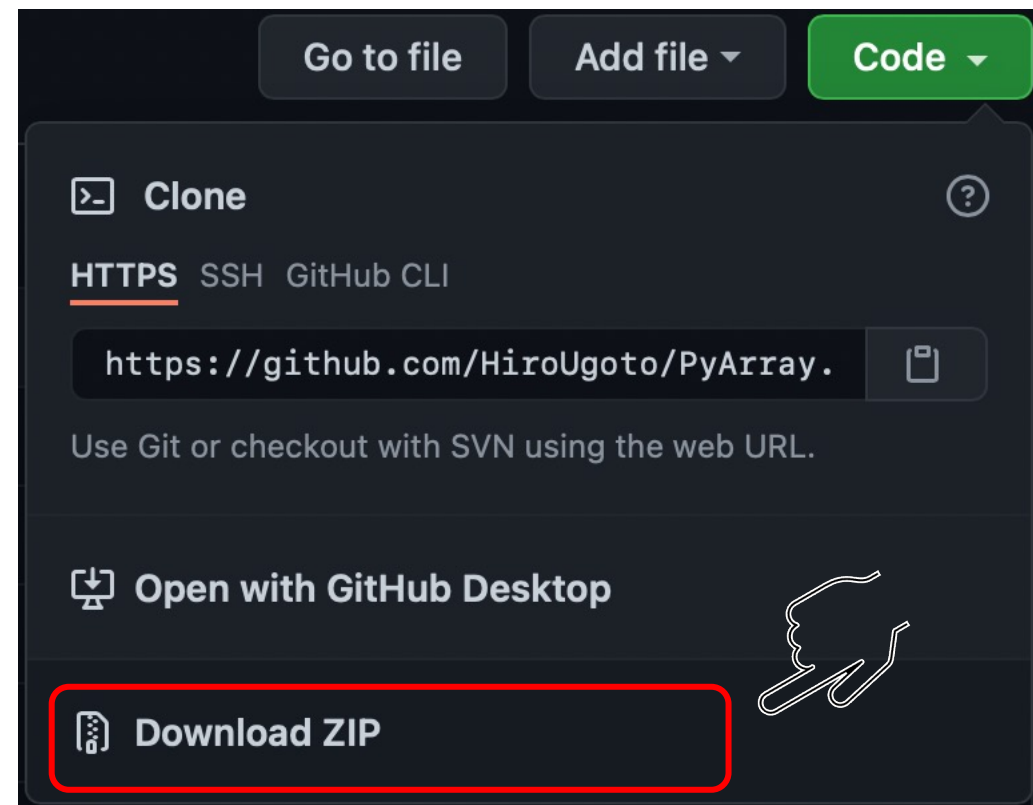 Go to file Add file Code
Clone
HTTPS SSH GitHub CLI
https://github.com/HiroUgoto/PyArray.
Use Git or checkout with SVN using the web URL.
Open with GitHub Desktop
Download ZIP